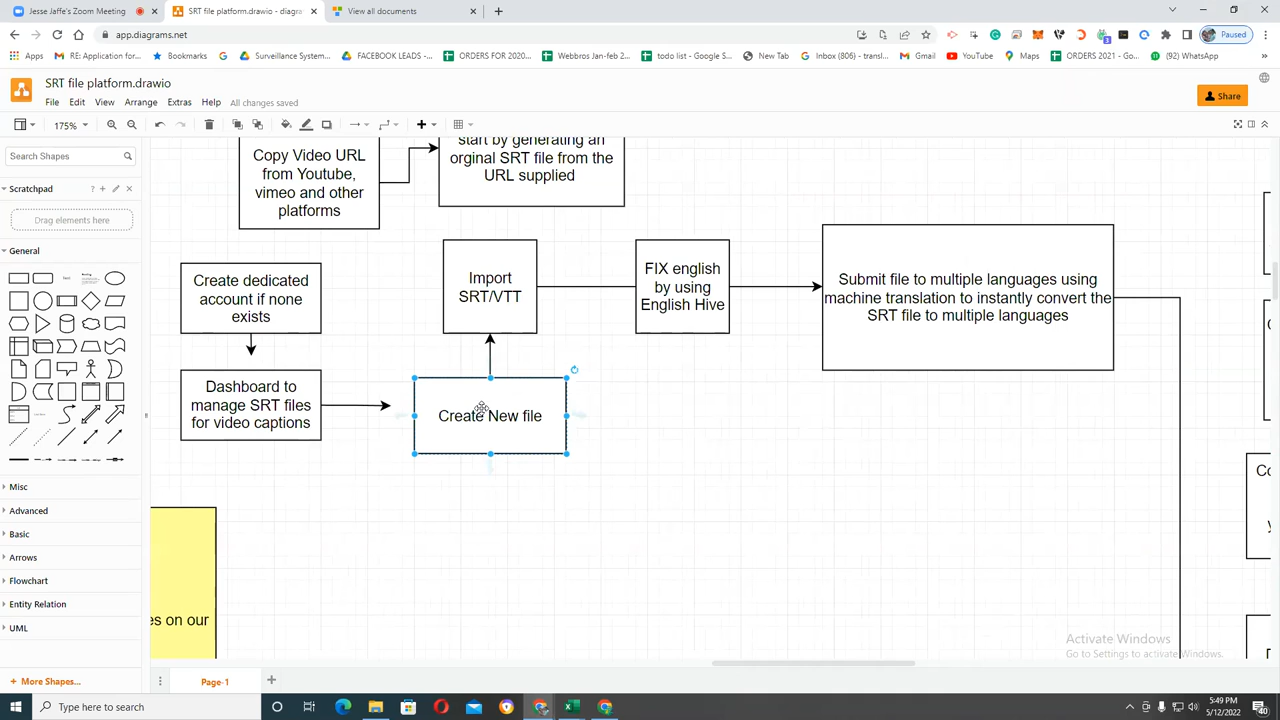 Jesse Jaffe's Zoom Meeting
SRT file platform.drawio - diagra
View all documents
app.diagrams.net
Paused
Apps
RE: Application for...
Bookmarks
Surveillance System...
FACEBOOK LEADS -...
ORDERS FOR 2020...
Webbros Jan-feb 2...
todo list - Google S...
New Tab
Inbox (806) - transl...
Gmail
YouTube
Maps
ORDERS 2021 - Go...
(92) WhatsApp
SRT file platform.drawio
File Edit View Arrange Extras Help All changes saved
Share
175%
Search Shapes
Scratchpad
Drag elements here
General
Misc
Advanced
Basic
Arrows
Flowchart
Entity Relation
UML
+ More Shapes...
Copy Video URL
from Youtube,
vimeo and other
platforms
start by generating an
orginal SRT file from the
URL supplied
Create dedicated
account if none
exists
Import
SRT/VTT
FIX english
by using
English Hive
Submit file to multiple languages using
machine translation to instantly convert the
SRT file to multiple languages
Dashboard to
manage SRT files
for video captions
Create New file
es on our
Activate Windows
Go to Settings to activate Windows.
Page-1
Type here to search
5:49 PM
5/12/2022
40